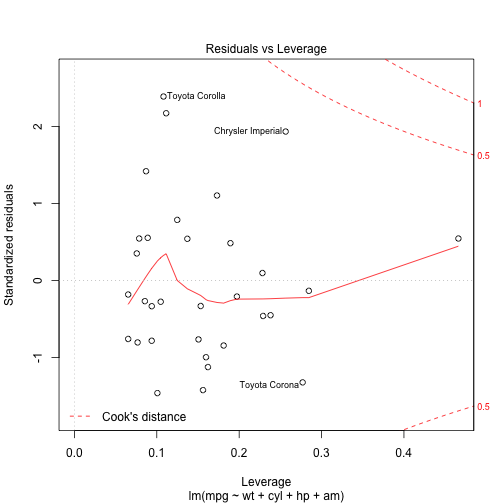 Residuals vs Leverage
Toyota Corolla
Chrysler Imperial
Toyota Corona
1
0.5
0.5
Standardized residuals
2
1
0
-1
Cook's distance
0.0 0.1 0.2 0.3 0.4
Leverage
lm(mpg ~ wt + cyl + hp + am)